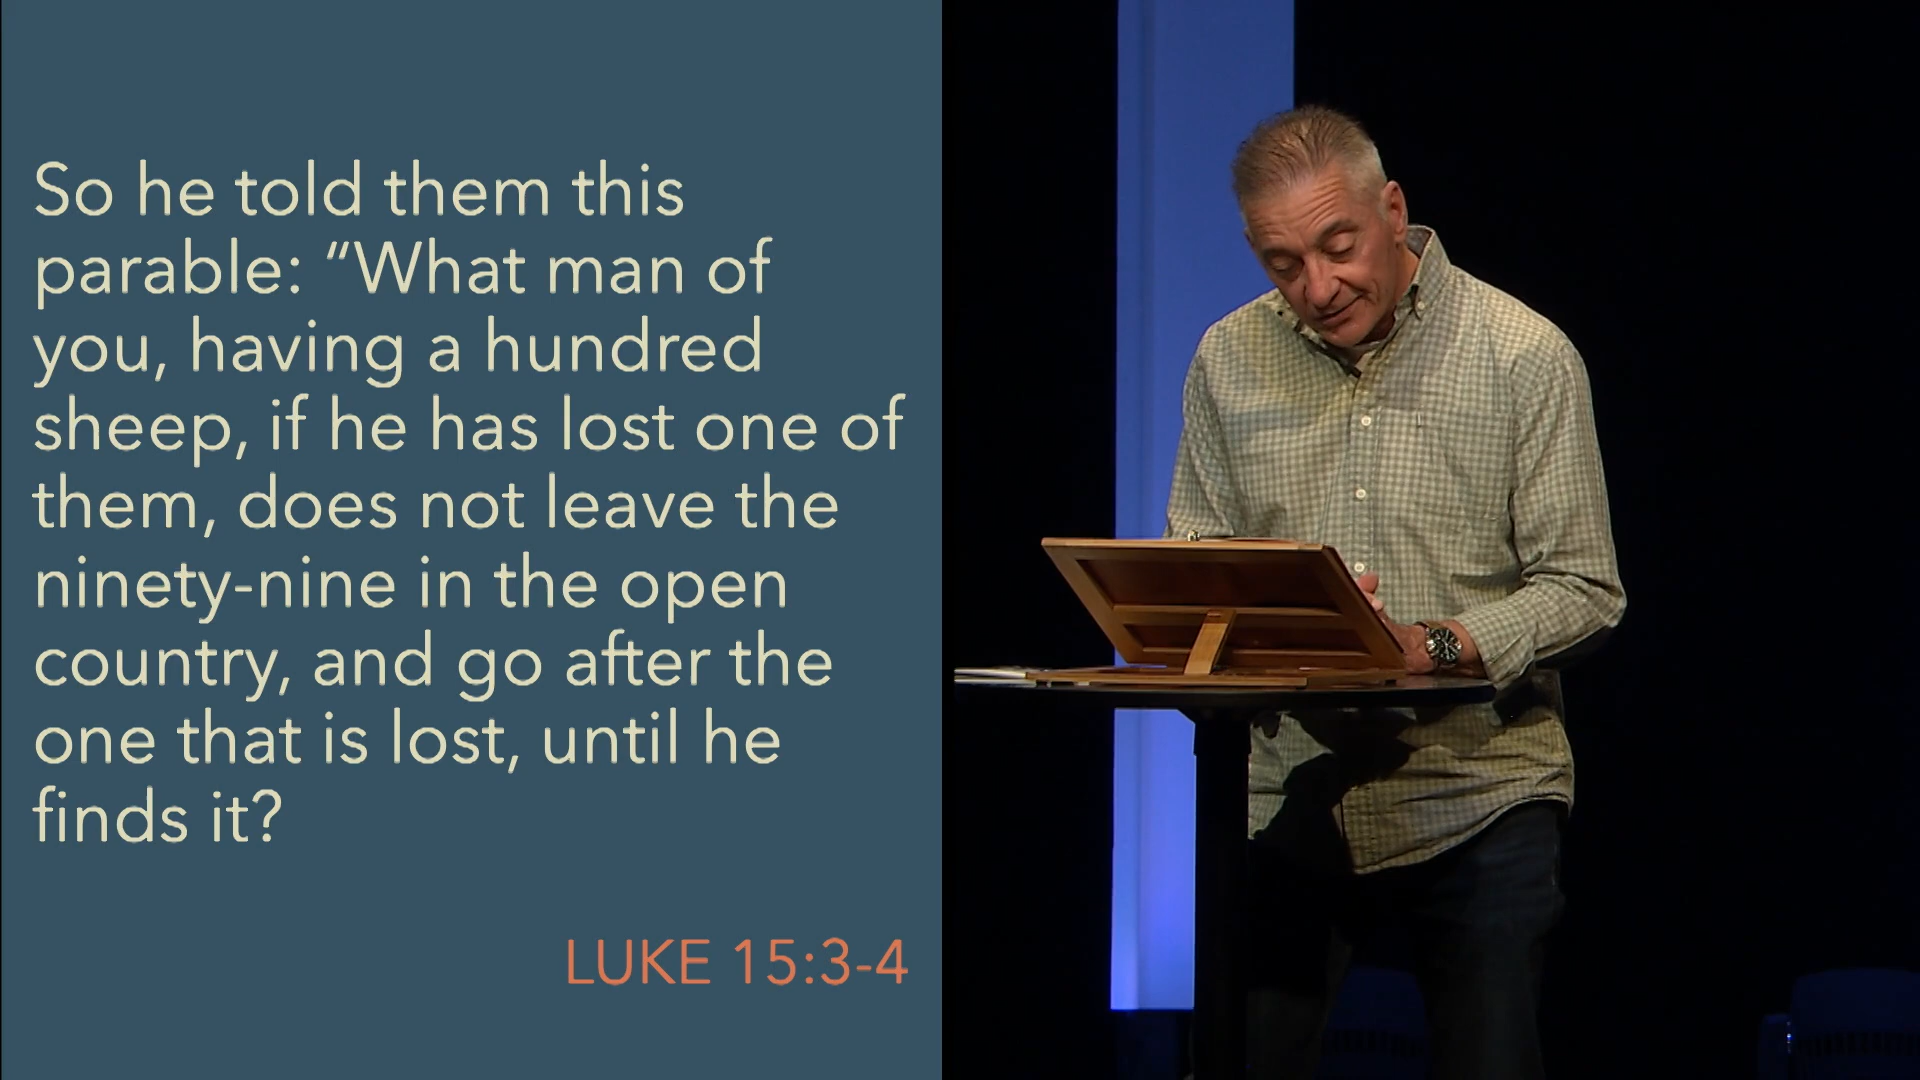 So he told them this
parable: “What man of
you, having a hundred
sheep, if he has lost one of
them, does not leave the
ninety-nine in the open
country, and go after the
one that is lost, until he
finds it?
LUKE 15:3-4